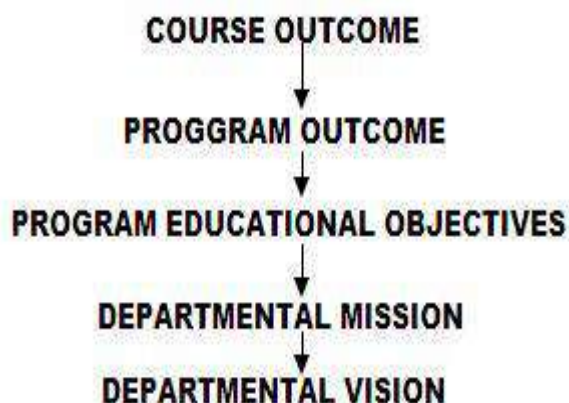 COURSE OUTCOME
PROGGRAM OUTCOME
PROGRAM EDUCATIONAL OBJECTIVES
DEPARTMENTAL MISSION
DEPARTMENTAL VISION